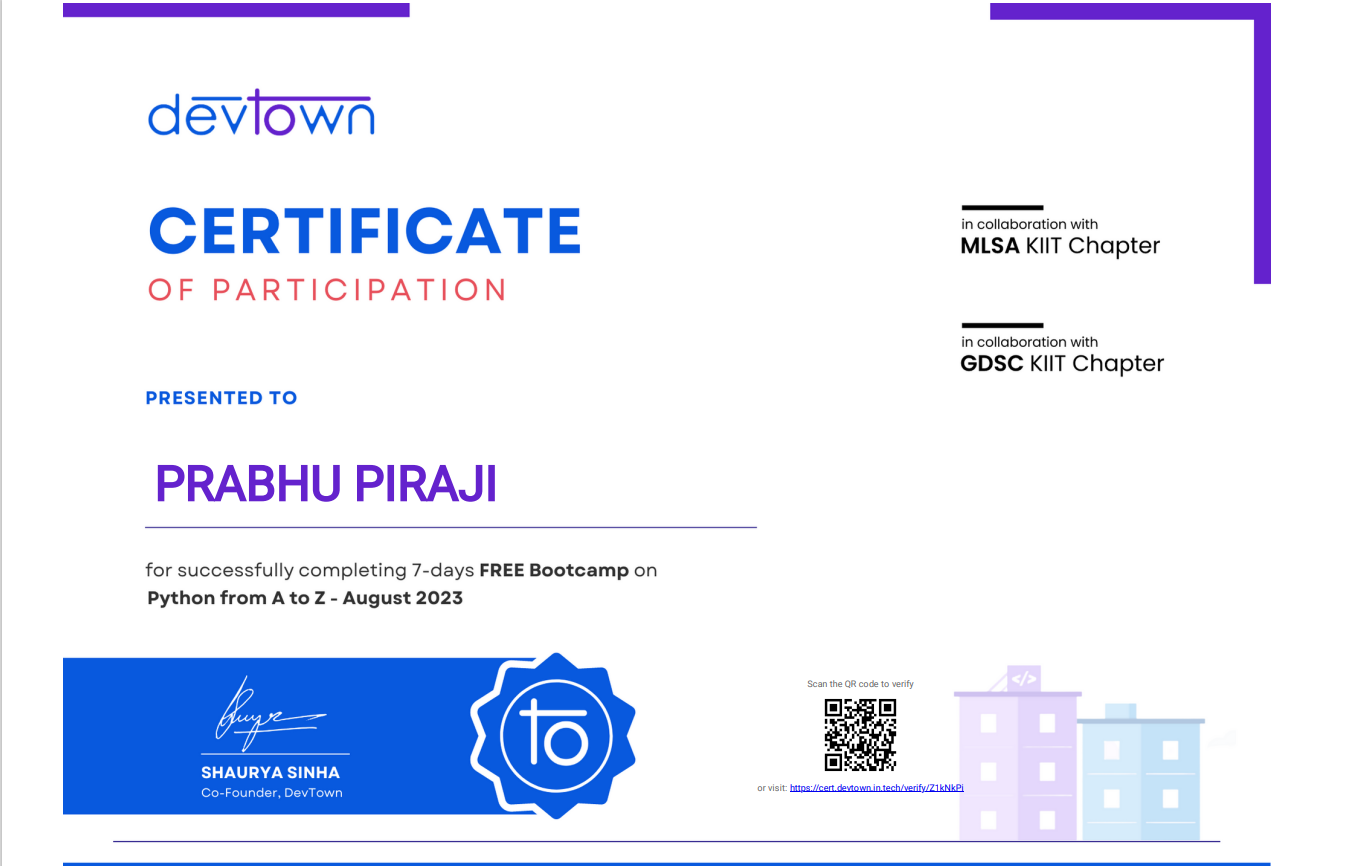 devtown
CERTIFICATE
OF PARTICIPATION
in collaboration with
MLSA KIIT Chapter
in collaboration with
GDSC KIIT Chapter
PRESENTED TO
PRABHU PIRAJI
for successfully completing 7-days FREE Bootcamp on
Python from A to Z - August 2023
SHAURYA SINHA
Co-Founder, DevTown
to
Scan the QR code to verify
or visit: https://cert.devtown.in.tech/verify/Z1kNkPi
</>